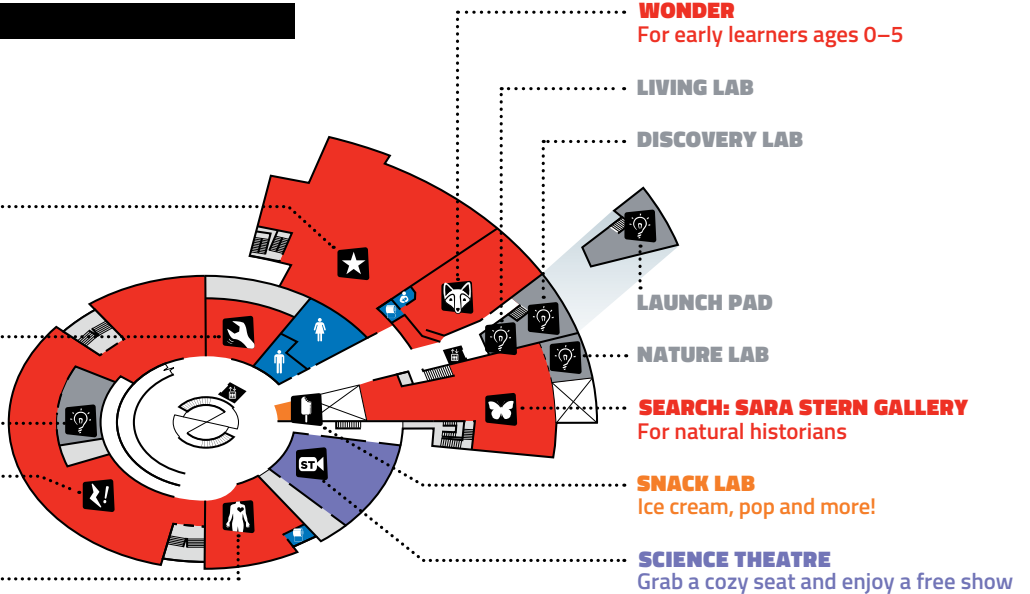 WONDER
For early learners ages 0–5
LIVING LAB
DISCOVERY LAB
LAUNCH PAD
NATURE LAB
SEARCH: SARA STERN GALLERY
For natural historians
SNACK LAB
Ice cream, pop and more!
ST
SCIENCE THEATRE
Grab a cozy seat and enjoy a free show